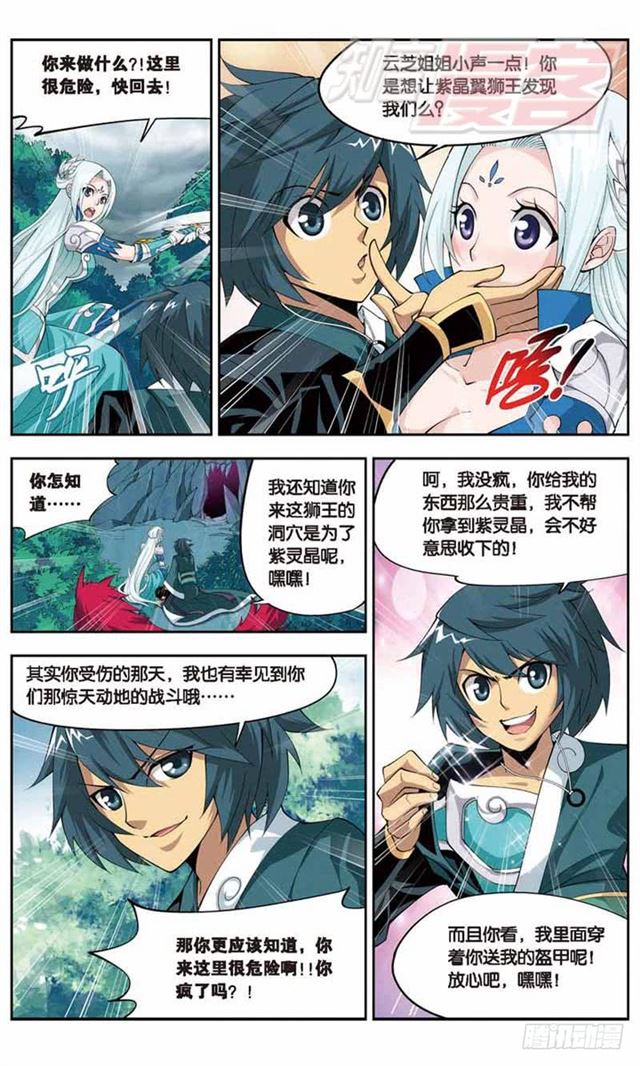 你来做什么？！这里
很危险，快回去！
呼
知音漫客
云芝姐姐小声一点！你
是想让紫晶翼狮王发现
我们么？
唔！
你怎知
道……
我还知道你
来这狮王的
洞穴是为了
紫灵晶呢，
嘿嘿！
其实你受伤的那天，我也有幸见到你
们那惊天动地的战斗哦……
那你更应该知道，你
来这里很危险啊！！你
疯了吗？！
呵，我没疯，你给我的
东西那么贵重，我不帮
你拿到紫灵晶，会不好
意思收下的！
而且你看，我里面穿
着你送我的盔甲呢！
放心吧，嘿嘿！
腾讯动漫